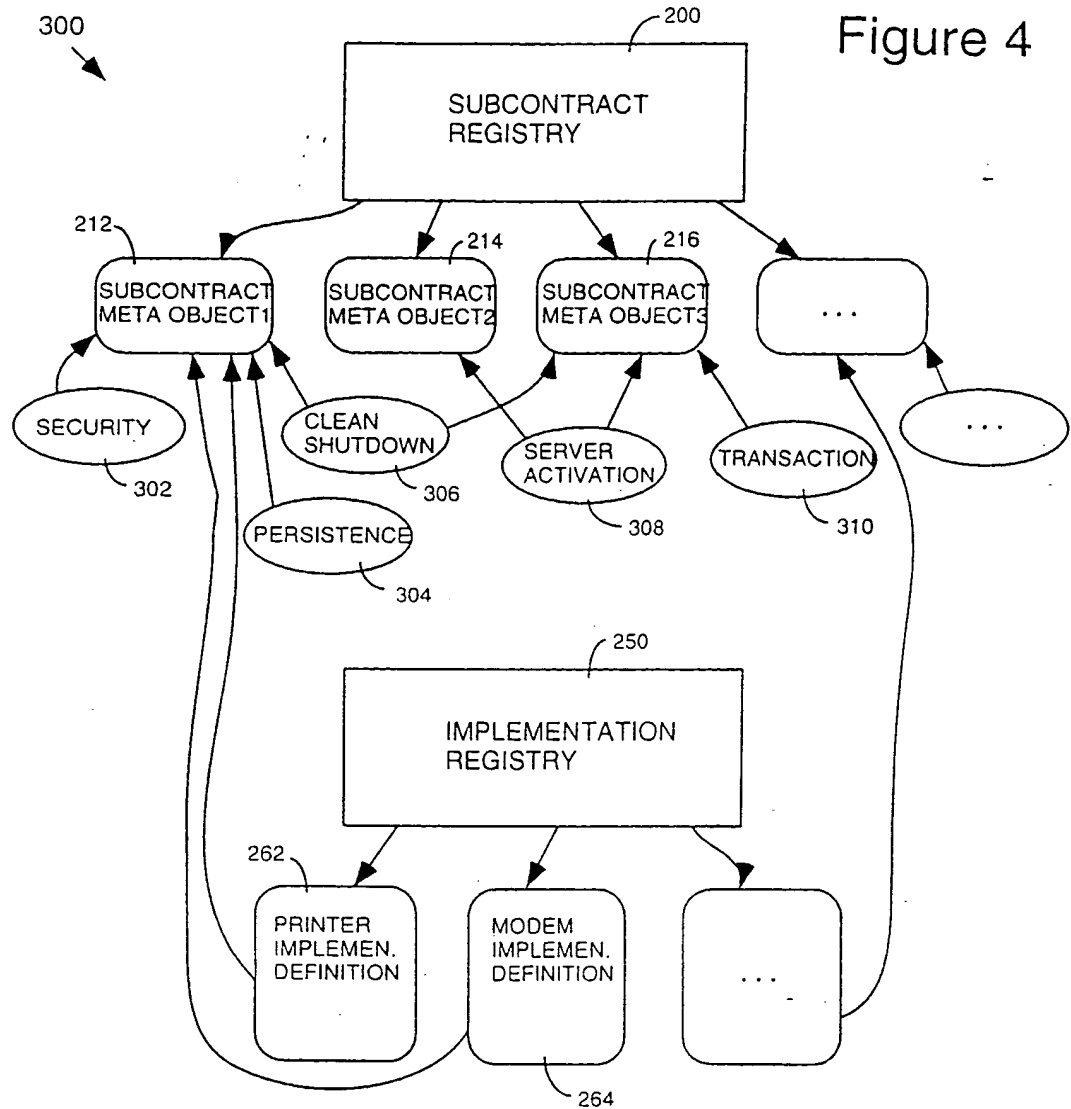 300
200
Figure 4
SUBCONTRACT
REGISTRY
212
214
216
SUBCONTRACT
META OBJECT1
SUBCONTRACT
META OBJECT2
SUBCONTRACT
META OBJECT3
...
SECURITY
302
CLEAN
SHUTDOWN
306
SERVER
ACTIVATION
308
TRANSACTION
310
...
PERSISTENCE
304
250
IMPLEMENTATION
REGISTRY
262
PRINTER
IMPLEMEN.
DEFINITION
MODEM
IMPLEMEN.
DEFINITION
264
...